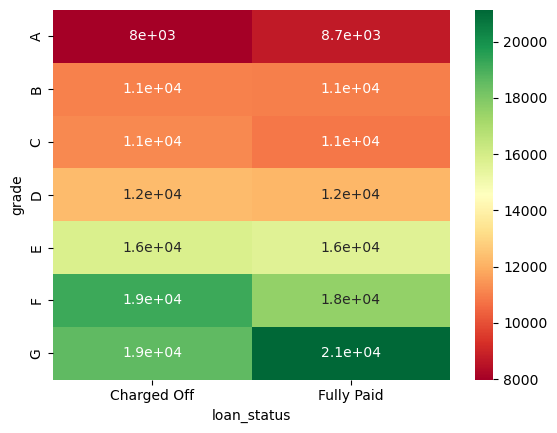 A 8e+03 8.7e+03
B 1.1e+04 1.1e+04
C 1.1e+04 1.1e+04
D 1.2e+04 1.2e+04
E 1.6e+04 1.6e+04
F 1.9e+04 1.8e+04
G 1.9e+04 2.1e+04
grade
Charged Off Fully Paid
loan_status
20000
18000
16000
14000
12000
10000
8000